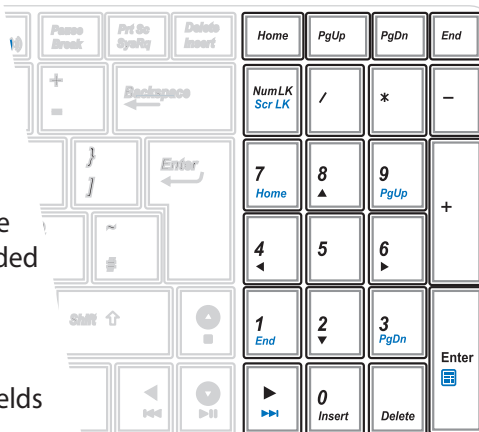 Pause Prt Sc Delete Home PgUp PgDn End
Break SysRq Insert
+ Backspace NumLK / * −
− Scr LK
} Enter 7 8 9 +
] Home PgUp
e ~ 4 5 6
ded #
Shift 1 2 3
End PgDn
Enter
elds 0
Insert Delete